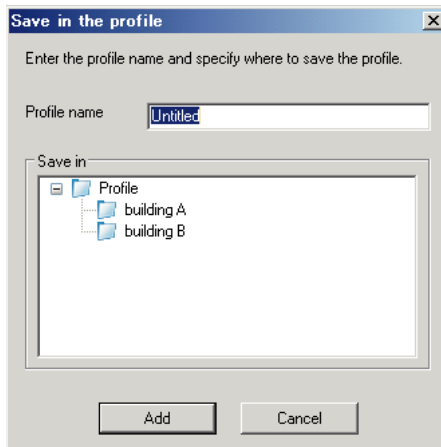 Save in the profile
Enter the profile name and specify where to save the profile.
Profile name
Untitled
Save in
Profile
building A
building B
Add
Cancel